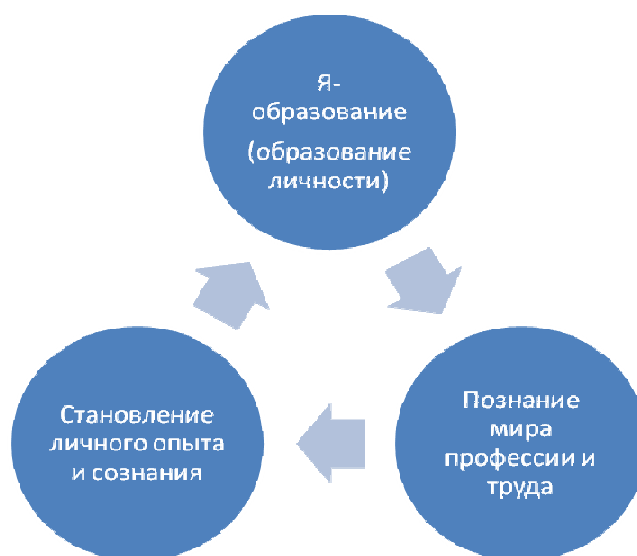 Я-
образование
(образование
личности)
Становление
личного опыта
и сознания
Познание
мира
профессии и
труда